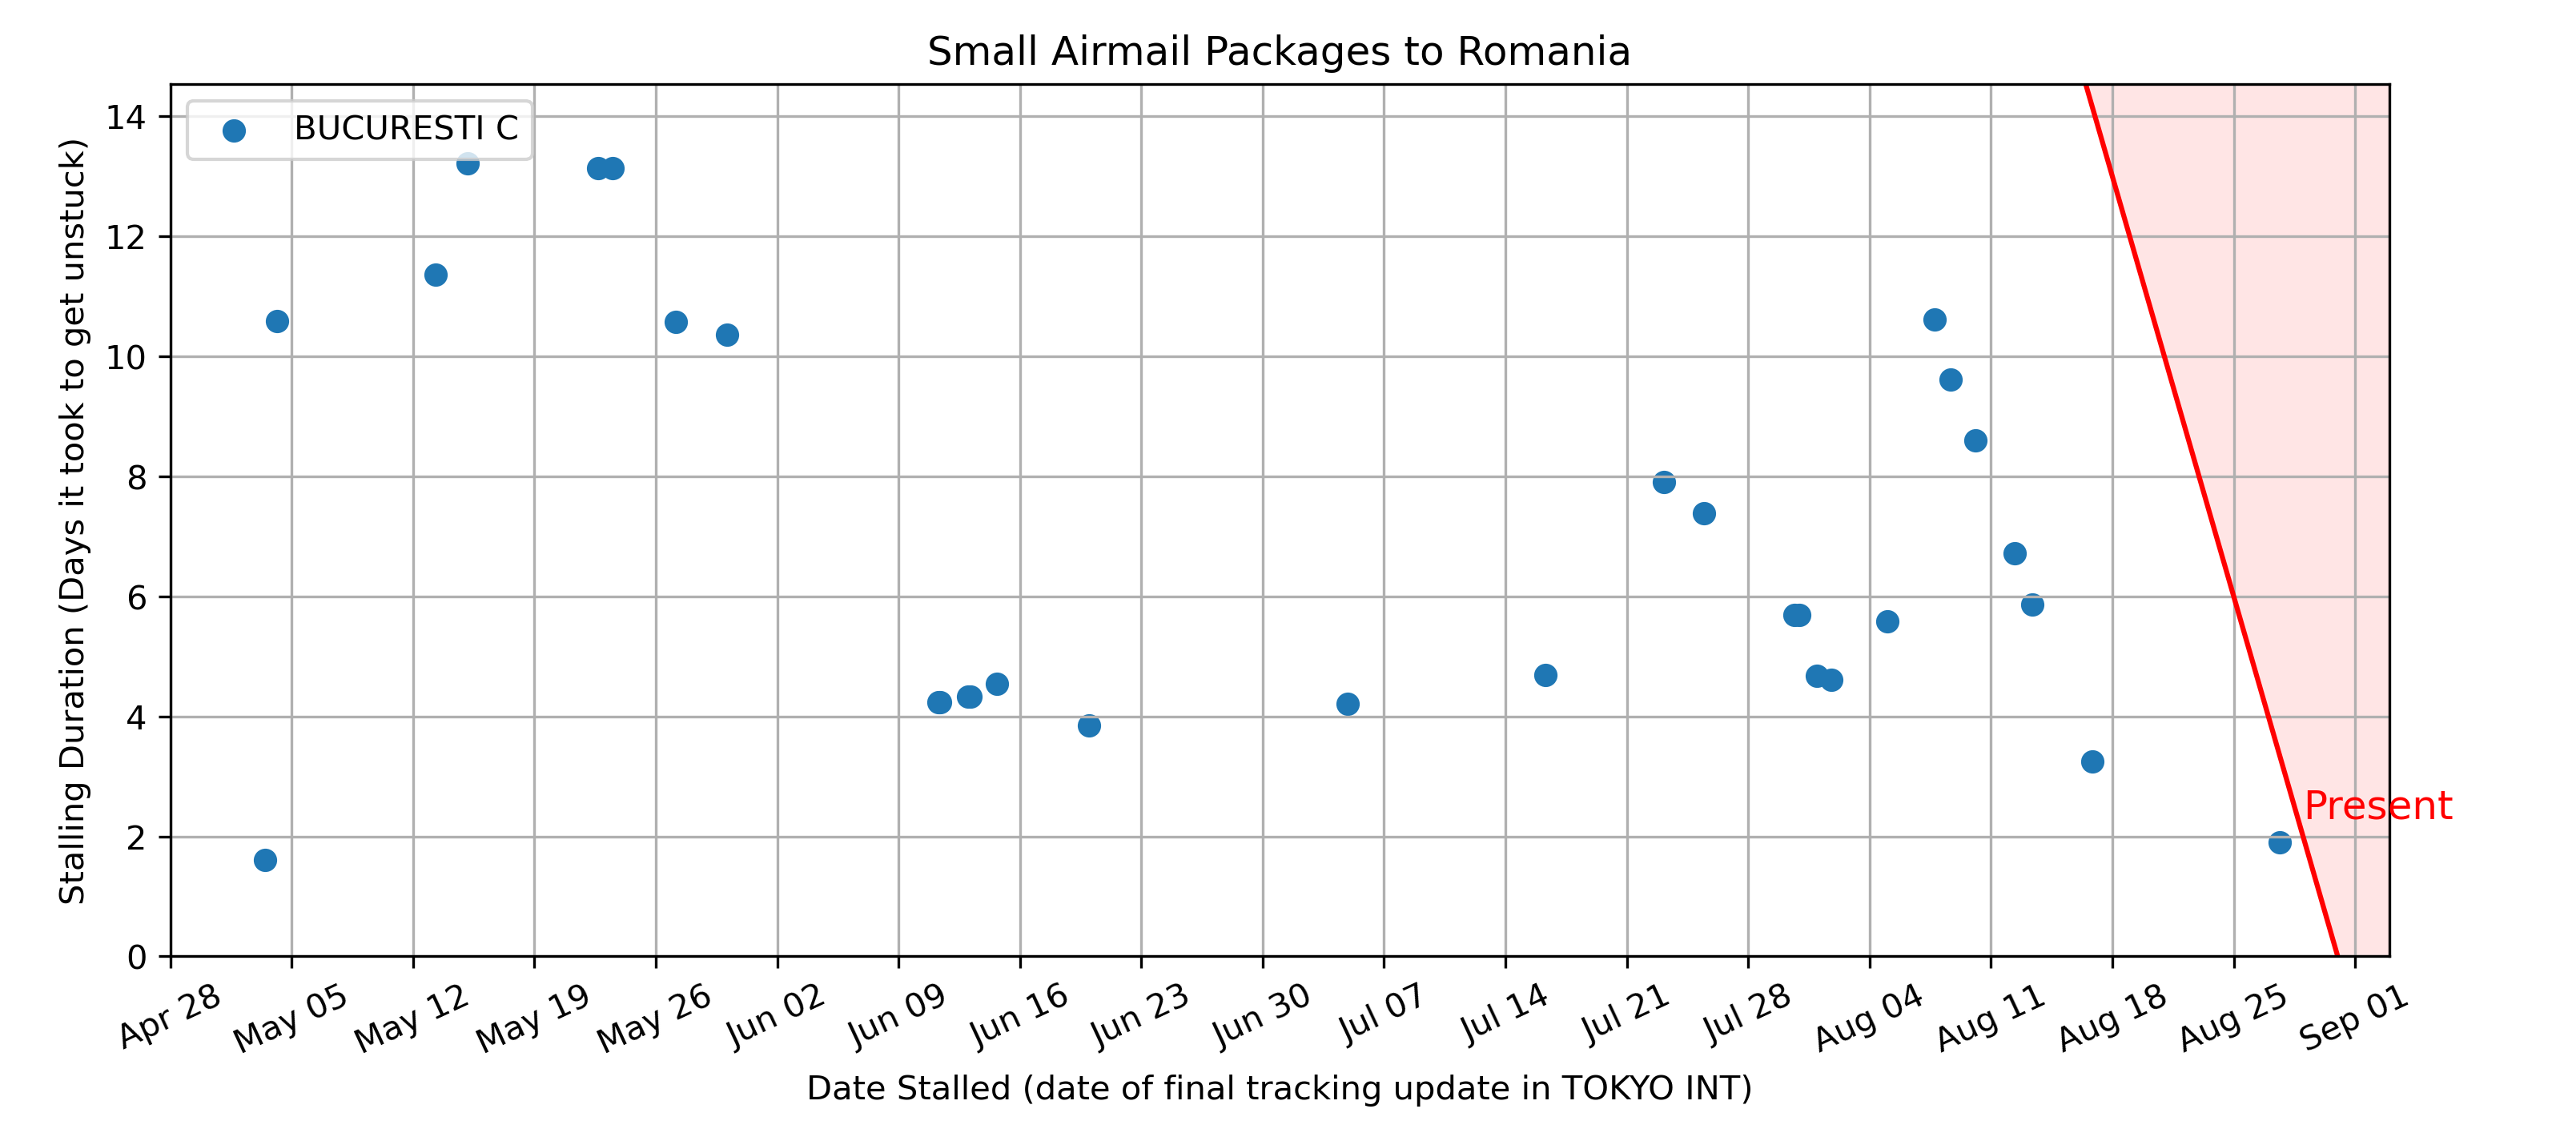 Small Airmail Packages to Romania
BUCURESTI C
Stalling Duration (Days it took to get unstuck)
14
12
10
8
6
4
2
0
Present
Apr 28
May 05
May 12
May 19
May 26
Jun 02
Jun 09
Jun 16
Jun 23
Jun 30
Jul 07
Jul 14
Jul 21
Jul 28
Aug 04
Aug 11
Aug 18
Aug 25
Sep 01
Date Stalled (date of final tracking update in TOKYO INT)